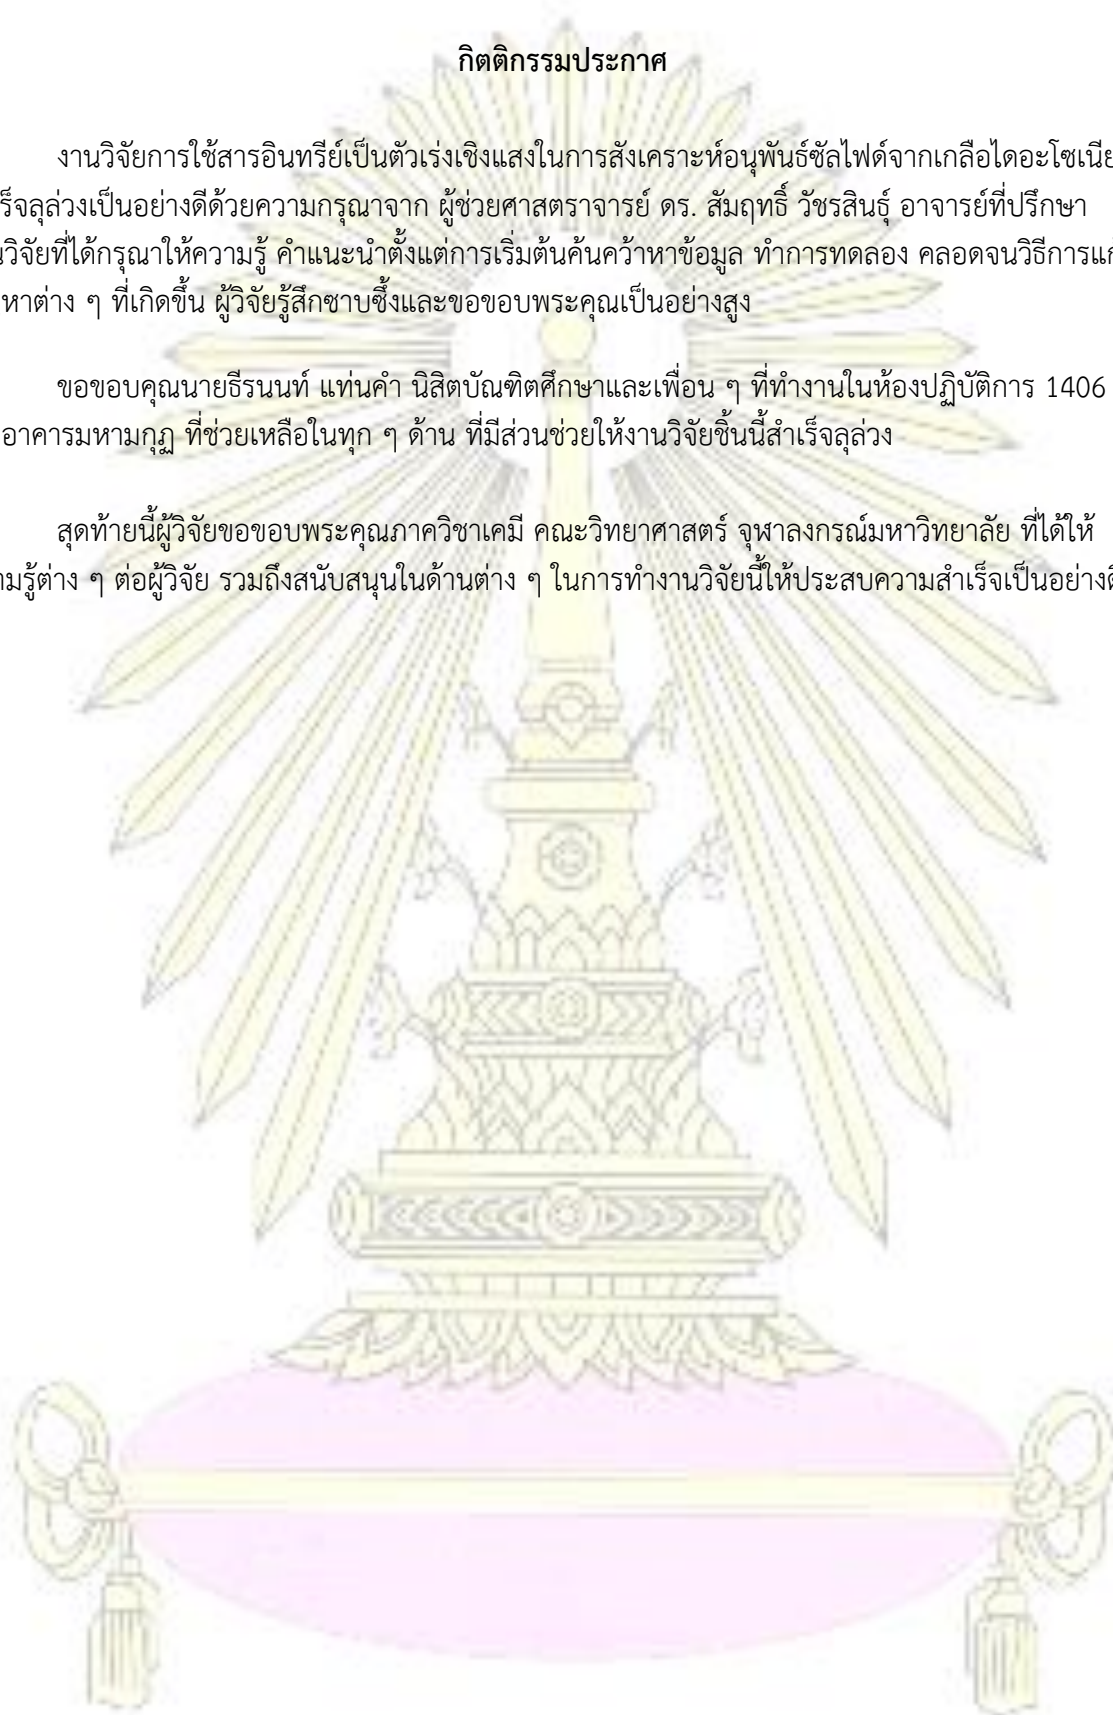 กิตติกรรมประกาศ
งานวิจัยการใช้สารอินทรีย์เป็นตัวเร่งเชิงแสงในการสังเคราะห์อนุพันธ์ซัลไฟด์จากเกลือไดอะโซเนีย
ร็จลุล่วงเป็นอย่างดีด้วยความกรุณาจาก ผู้ช่วยศาสตราจารย์ ดร. สัมฤทธิ์ วัชรสินธุ์ อาจารย์ที่ปรึกษา
นวิจัยที่ได้กรุณาให้ความรู้ คำแนะนำตั้งแต่การเริ่มต้นค้นคว้าหาข้อมูล ทำการทดลอง คลอดจนวิธีการแก้
หาต่าง ๆ ที่เกิดขึ้น ผู้วิจัยรู้สึกซาบซึ้งและขอขอบพระคุณเป็นอย่างสูง
ขอขอบคุณนายธีรนนท์ แท่นคำ นิสิตบัณฑิตศึกษาและเพื่อน ๆ ที่ทำงานในห้องปฏิบัติการ 1406
อาคารมหามกุฏ ที่ช่วยเหลือในทุก ๆ ด้าน ที่มีส่วนช่วยให้งานวิจัยชิ้นนี้สำเร็จลุล่วง
สุดท้ายนี้ผู้วิจัยขอขอบพระคุณภาควิชาเคมี คณะวิทยาศาสตร์ จุฬาลงกรณ์มหาวิทยาลัย ที่ได้ให้
ามรู้ต่าง ๆ ต่อผู้วิจัย รวมถึงสนับสนุนในด้านต่าง ๆ ในการทำงานวิจัยนี้ให้ประสบความสำเร็จเป็นอย่างดี